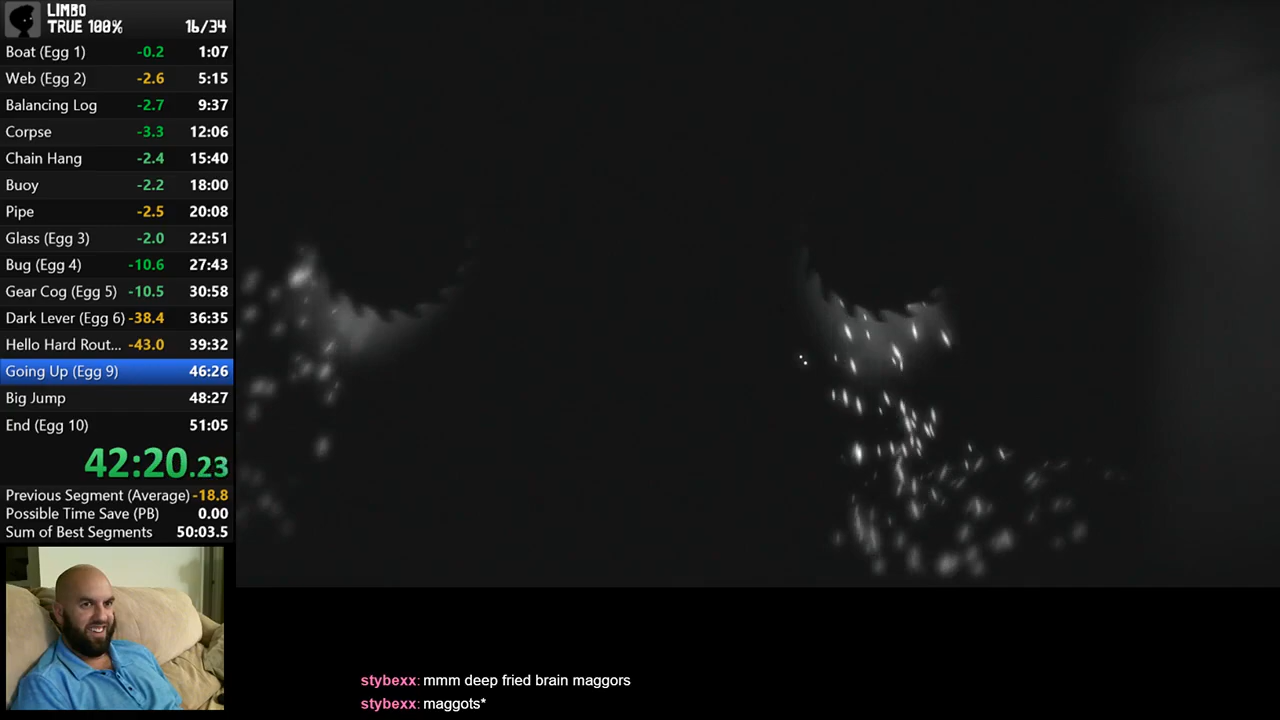 LIMBO
TRUE 100% 16/34
Boat (Egg 1) -0.2 1:07
Web (Egg 2) -2.6 5:15
Balancing Log -2.7 9:37
Corpse -3.3 12:06
Chain Hang -2.4 15:40
Buoy -2.2 18:00
Pipe -2.5 20:08
Glass (Egg 3) -2.0 22:51
Bug (Egg 4) -10.6 27:43
Gear Cog (Egg 5) -10.5 30:58
Dark Lever (Egg 6) -38.4 36:35
Hello Hard Rout... -43.0 39:32
Going Up (Egg 9) 46:26
Big Jump 48:27
End (Egg 10) 51:05
42:20.23
Previous Segment (Average) -18.8
Possible Time Save (PB) 0.00
Sum of Best Segments 50:03.5
stybexx: mmm deep fried brain maggors
stybexx: maggots*